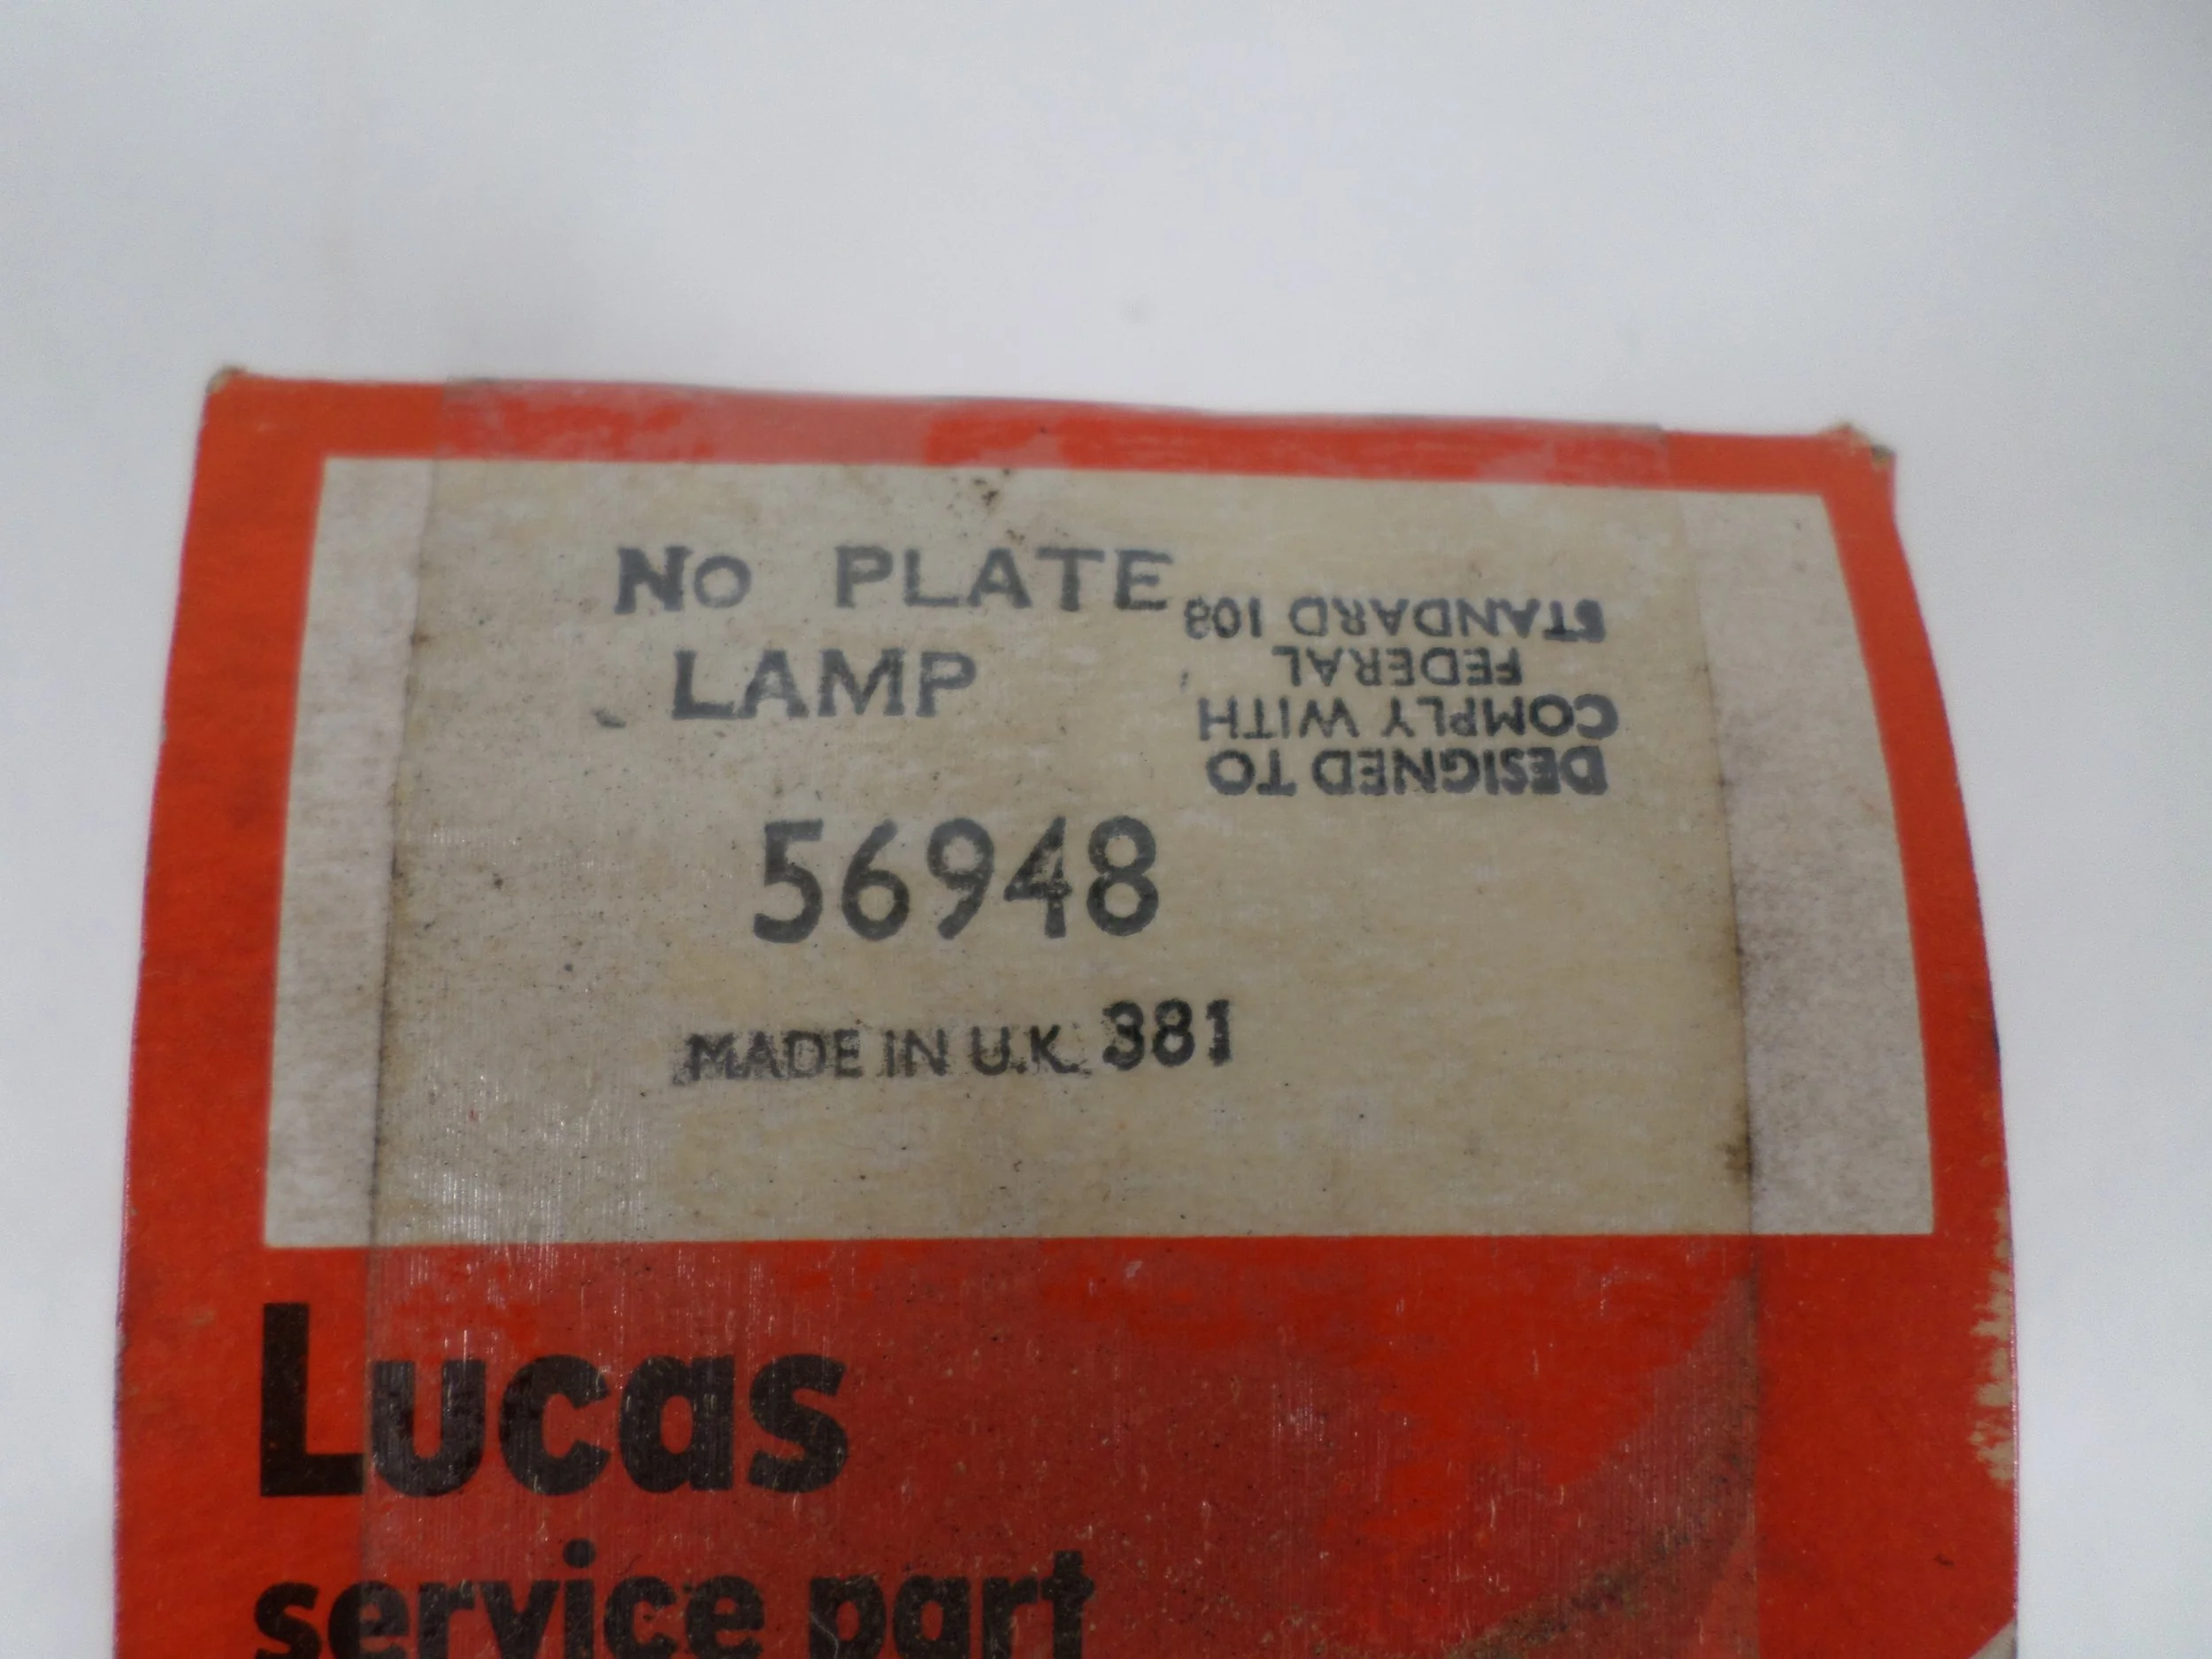 No PLATE
LAMP
DESIGNED TO
COMPLY WITH
FEDERAL
STANDARD 108
56948
MADE IN U.K. 381
Lucas
service part